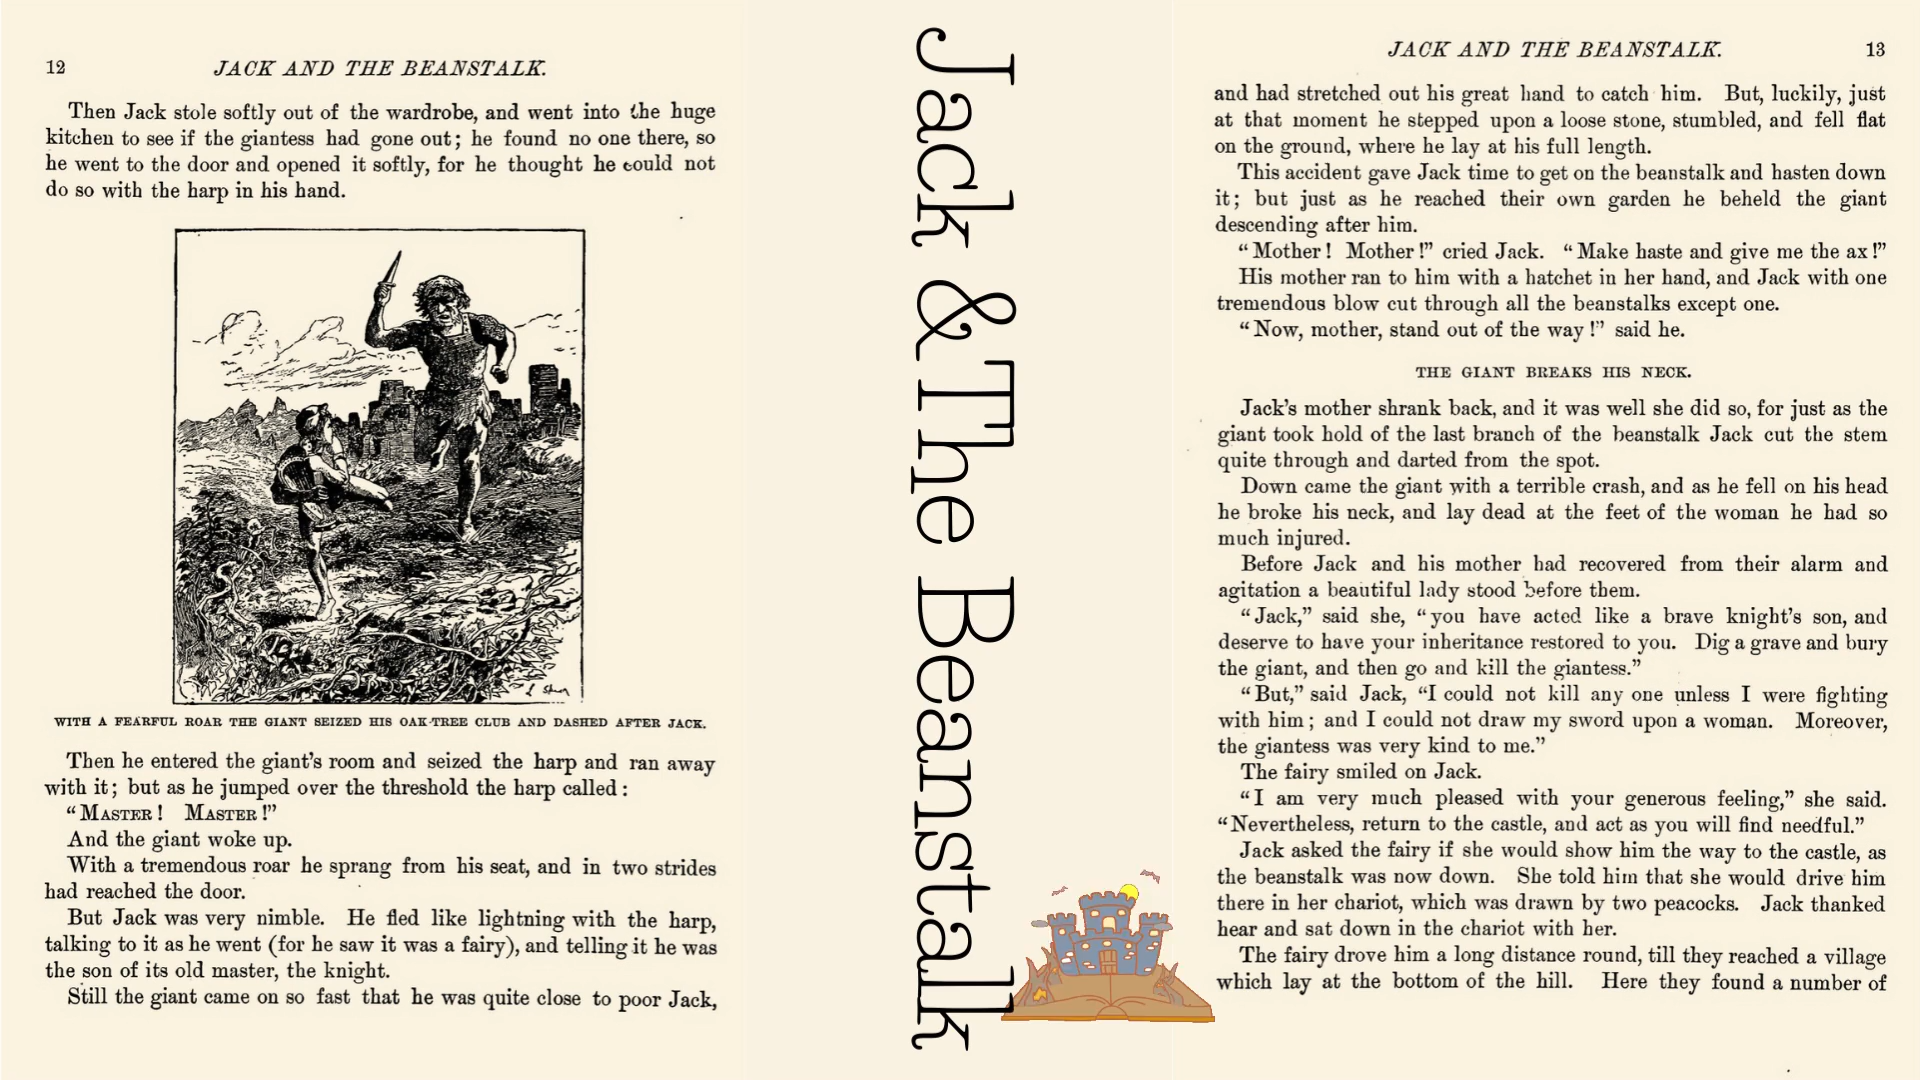 12
JACK AND THE BEANSTALK.
Then Jack stole softly out of the wardrobe, and went into the huge
kitchen to see if the giantess had gone out; he found no one there, so
he went to the door and opened it softly, for he thought he could not
do so with the harp in his hand.
WITH A FEARFUL ROAR THE GIANT SEIZED HIS OAK-TREE CLUB AND DASHED AFTER JACK.
Then he entered the giant's room and seized the harp and ran away
with it; but as he jumped over the threshold the harp called:
"MASTER! MASTER!"
And the giant woke up.
With a tremendous roar he sprang from his seat, and in two strides
had reached the door.
But Jack was very nimble. He fled like lightning with the harp,
talking to it as he went (for he saw it was a fairy), and telling it he was
the son of its old master, the knight.
Still the giant came on so fast that he was quite close to poor Jack,
Jack & The Beanstalk
JACK AND THE BEANSTALK.
13
and had stretched out his great hand to catch him. But, luckily, just
at that moment he stepped upon a loose stone, stumbled, and fell flat
on the ground, where he lay at his full length.
This accident gave Jack time to get on the beanstalk and hasten down
it; but just as he reached their own garden he beheld the giant
descending after him.
"Mother! Mother!" cried Jack. "Make haste and give me the ax!"
His mother ran to him with a hatchet in her hand, and Jack with one
tremendous blow cut through all the beanstalks except one.
"Now, mother, stand out of the way!" said he.
THE GIANT BREAKS HIS NECK.
Jack's mother shrank back, and it was well she did so, for just as the
giant took hold of the last branch of the beanstalk Jack cut the stem
quite through and darted from the spot.
Down came the giant with a terrible crash, and as he fell on his head
he broke his neck, and lay dead at the feet of the woman he had so
much injured.
Before Jack and his mother had recovered from their alarm and
agitation a beautiful lady stood before them.
"Jack," said she, "you have acted like a brave knight's son, and
deserve to have your inheritance restored to you. Dig a grave and bury
the giant, and then go and kill the giantess."
"But," said Jack, "I could not kill any one unless I were fighting
with him; and I could not draw my sword upon a woman. Moreover,
the giantess was very kind to me."
The fairy smiled on Jack.
"I am very much pleased with your generous feeling," she said.
"Nevertheless, return to the castle, and act as you will find needful."
Jack asked the fairy if she would show him the way to the castle, as
the beanstalk was now down. She told him that she would drive him
there in her chariot, which was drawn by two peacocks. Jack thanked
hear and sat down in the chariot with her.
The fairy drove him a long distance round, till they reached a village
which lay at the bottom of the hill. Here they found a number of